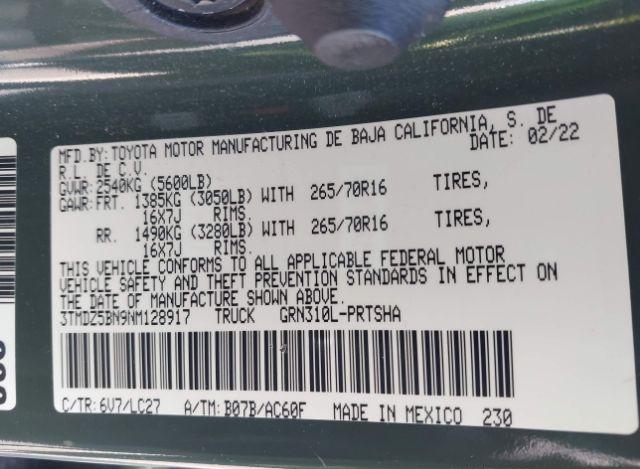 MFD.BY:TOYOTA MOTOR MANUFACTURING DE BAJA CALIFORNIA, S. DE
R.L. DE C.V. DATE: 02/22
GVWR:2540KG (5600LB)
GAWR:FRT. 1385KG (3050LB) WITH 265/70R16 TIRES,
16X7J RIMS.
RR. 1490KG (3280LB) WITH 265/70R16 TIRES,
16X7J RIMS.
THIS VEHICLE CONFORMS TO ALL APPLICABLE FEDERAL MOTOR
VEHICLE SAFETY AND THEFT PREVENTION STANDARDS IN EFFECT ON
THE DATE OF MANUFACTURE SHOWN ABOVE.
3TMDZ5BN9NM128917 TRUCK GRN310L-PRTSHA
C/TR: 6V7/LC27 A/TM: B07B/AC60F MADE IN MEXICO 230